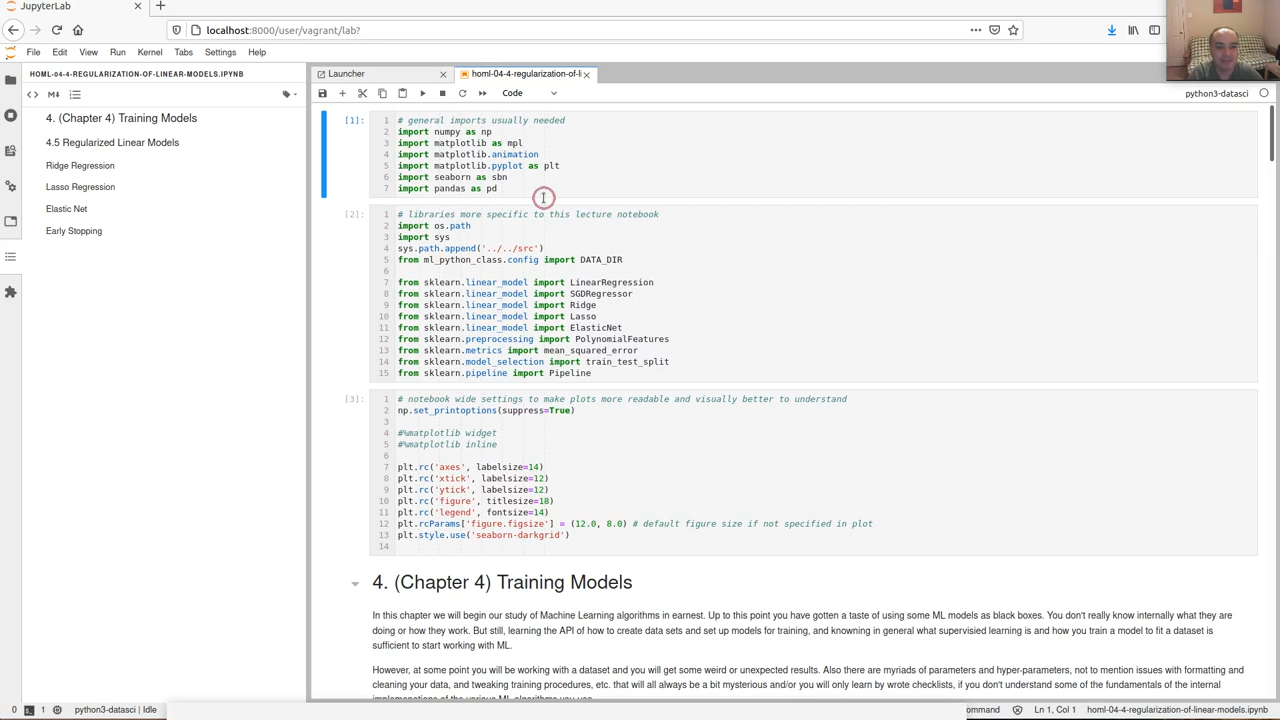 JupyterLab
localhost:8000/user/vagrant/lab?
File Edit View Run Kernel Tabs Settings Help
HOML-04-4-REGULARIZATION-OF-LINEAR-MODELS.IPYNB
Launcher
homl-04-4-regularization-of-li
Code
python3-datasci
4. (Chapter 4) Training Models
4.5 Regularized Linear Models
Ridge Regression
Lasso Regression
Elastic Net
Early Stopping
[1]:
1 # general imports usually needed
2 import numpy as np
3 import matplotlib as mpl
4 import matplotlib.animation
5 import matplotlib.pyplot as plt
6 import seaborn as sbn
7 import pandas as pd
[2]:
1 # libraries more specific to this lecture notebook
2 import os.path
3 import sys
4 sys.path.append('../../src')
5 from ml_python_class.config import DATA_DIR
6
7 from sklearn.linear_model import LinearRegression
8 from sklearn.linear_model import SGDRegressor
9 from sklearn.linear_model import Ridge
10 from sklearn.linear_model import Lasso
11 from sklearn.linear_model import ElasticNet
12 from sklearn.preprocessing import PolynomialFeatures
13 from sklearn.metrics import mean_squared_error
14 from sklearn.model_selection import train_test_split
15 from sklearn.pipeline import Pipeline
[3]:
1 # notebook wide settings to make plots more readable and visually better to understand
2 np.set_printoptions(suppress=True)
3
4 #%matplotlib widget
5 #%matplotlib inline
6
7 plt.rc('axes', labelsize=14)
8 plt.rc('xtick', labelsize=12)
9 plt.rc('ytick', labelsize=12)
10 plt.rc('figure', titlesize=18)
11 plt.rc('legend', fontsize=14)
12 plt.rcParams['figure.figsize'] = (12.0, 8.0) # default figure size if not specified in plot
13 plt.style.use('seaborn-darkgrid')
14
4. (Chapter 4) Training Models
In this chapter we will begin our study of Machine Learning algorithms in earnest. Up to this point you have gotten a taste of using some ML models as black boxes. You don't really know internally what they are
doing or how they work. But still, learning the API of how to create data sets and set up models for training, and knowning in general what supervisied learning is and how you train a model to fit a dataset is
sufficient to start working with ML.
However, at some point you will be working with a dataset and you will get some weird or unexpected results. Also there are myriads of parameters and hyper-parameters, not to mention issues with formatting and
cleaning your data, and tweaking training procedures, etc. that will all always be a bit mysterious and/or you will only learn by wrote checklists, if you don't understand some of the fundamentals of the internal
0 1 python3-datasci | Idle
ommand Ln 1, Col 1 homl-04-4-regularization-of-linear-models.ipynb